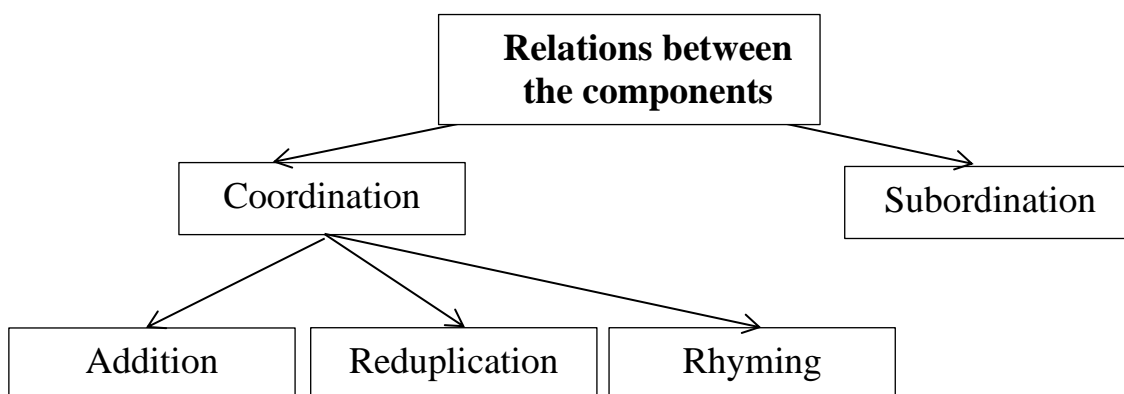 Relations between
the components
Coordination
Subordination
Addition
Reduplication
Rhyming